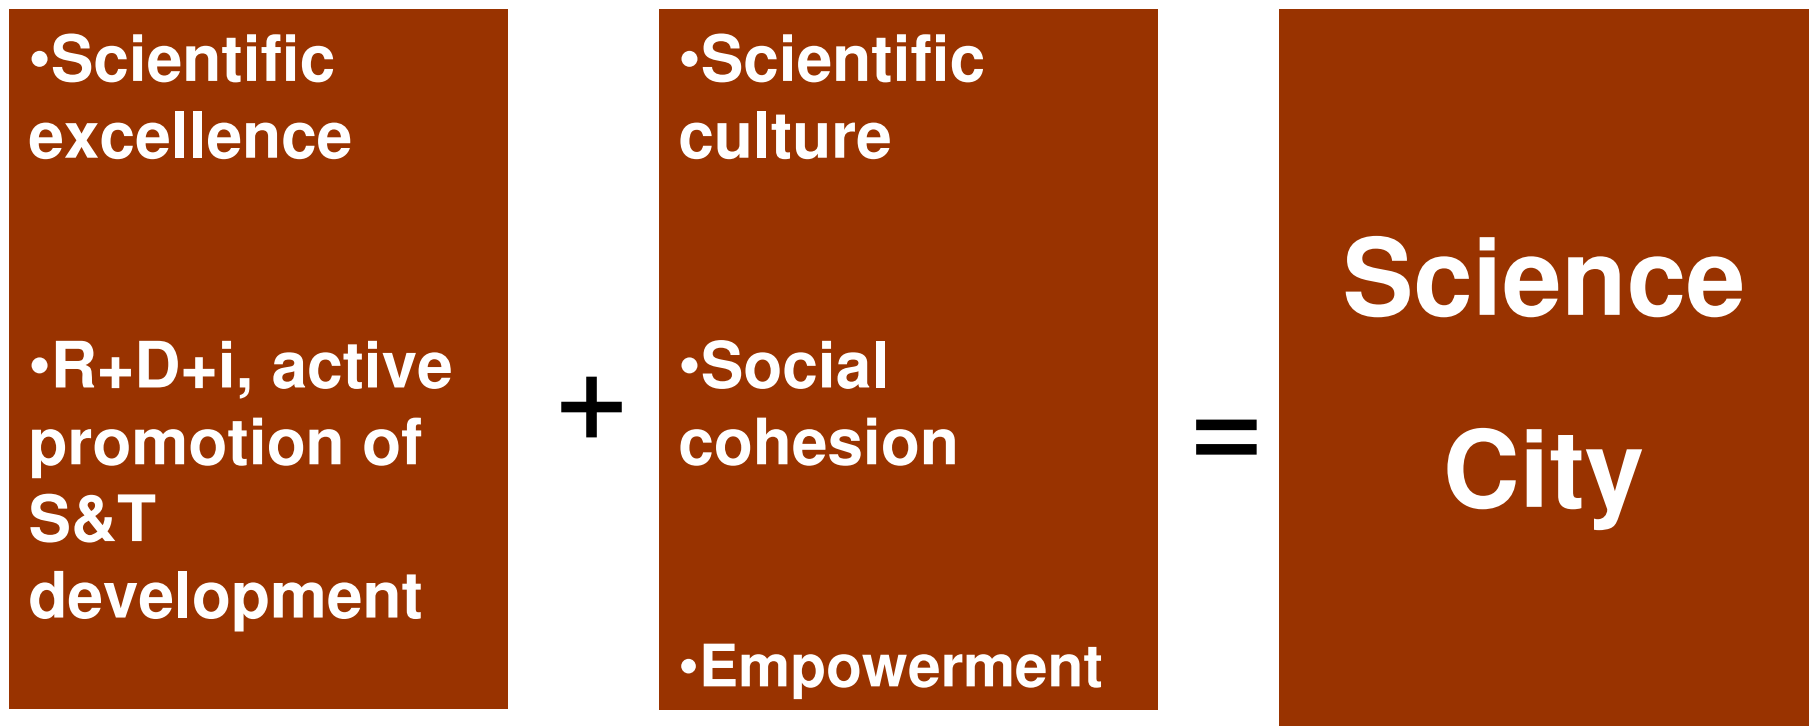 •Scientific
excellence
•R+D+i, active
promotion of
S&T
development
+
•Scientific
culture
•Social
cohesion
•Empowerment
=
Science
City